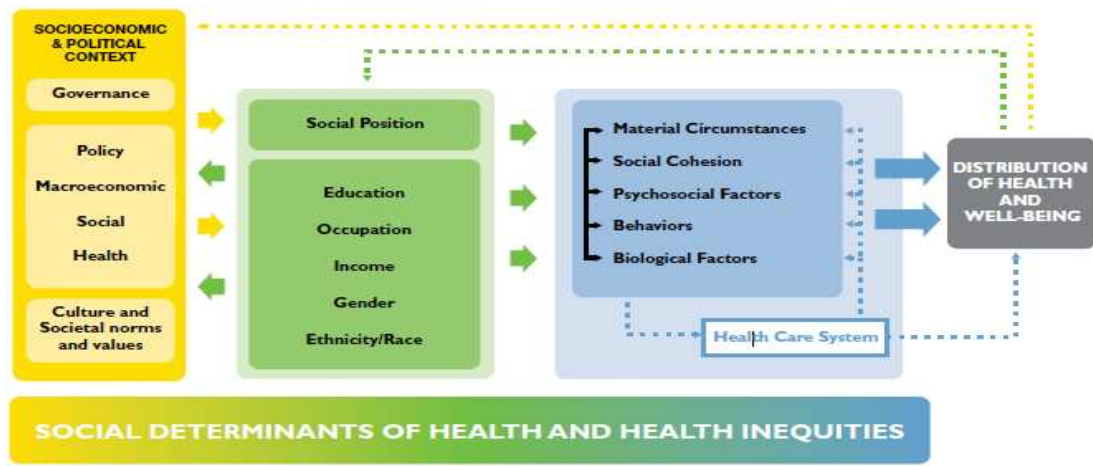 SOCIOECONOMIC
& POLITICAL
CONTEXT
Governance
Policy
Macroeconomic
Social
Health
Culture and
Societal norms
and values
Social Position
Education
Occupation
Income
Gender
Ethnicity/Race
Material Circumstances
Social Cohesion
Psychosocial Factors
Behaviors
Biological Factors
Health Care System
DISTRIBUTION
OF HEALTH
AND
WELL-BEING
SOCIAL DETERMINANTS OF HEALTH AND HEALTH INEQUITIES